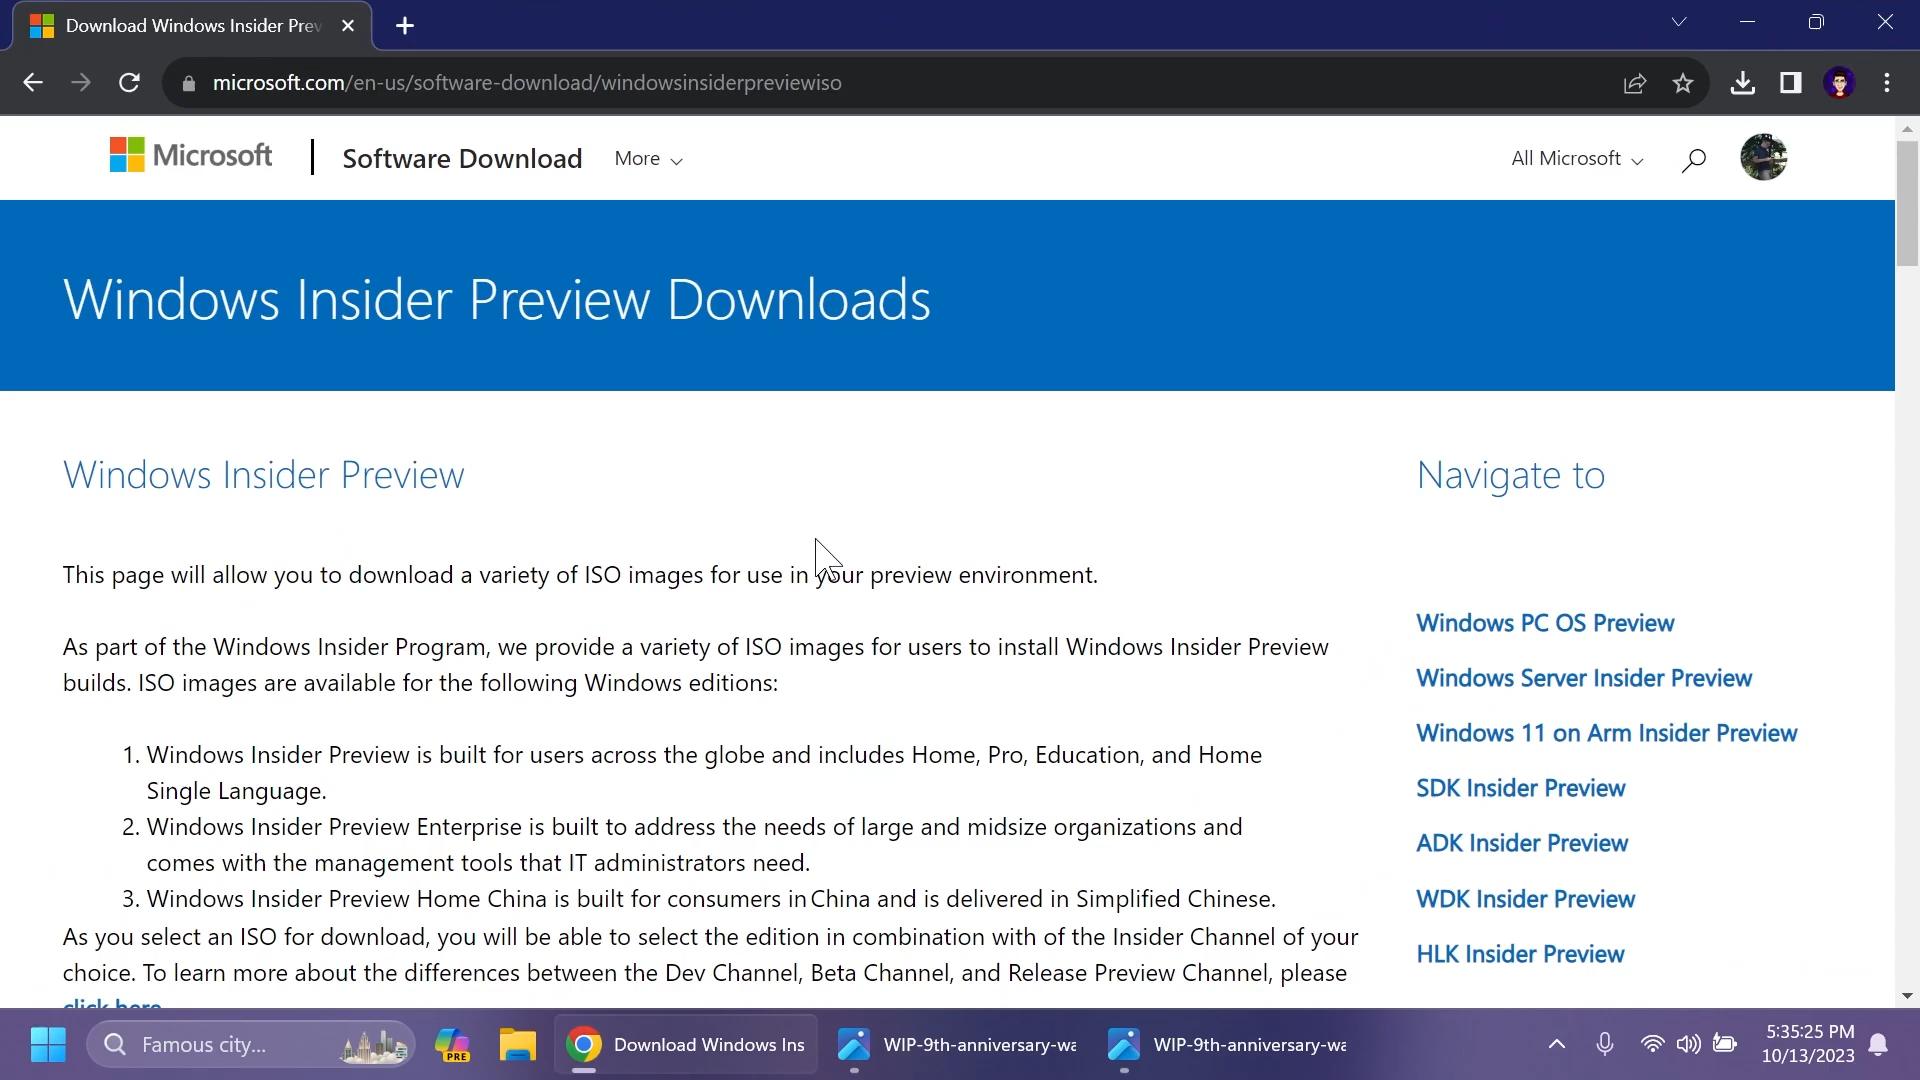 Download Windows Insider Prev
microsoft.com/en-us/software-download/windowsinsiderpreviewiso
Microsoft
Software Download
More
All Microsoft
Windows Insider Preview Downloads
Windows Insider Preview
Navigate to
This page will allow you to download a variety of ISO images for use in your preview environment.
As part of the Windows Insider Program, we provide a variety of ISO images for users to install Windows Insider Preview
builds. ISO images are available for the following Windows editions:
1. Windows Insider Preview is built for users across the globe and includes Home, Pro, Education, and Home
Single Language.
2. Windows Insider Preview Enterprise is built to address the needs of large and midsize organizations and
comes with the management tools that IT administrators need.
3. Windows Insider Preview Home China is built for consumers in China and is delivered in Simplified Chinese.
As you select an ISO for download, you will be able to select the edition in combination with of the Insider Channel of your
choice. To learn more about the differences between the Dev Channel, Beta Channel, and Release Preview Channel, please
click here
Windows PC OS Preview
Windows Server Insider Preview
Windows 11 on Arm Insider Preview
SDK Insider Preview
ADK Insider Preview
WDK Insider Preview
HLK Insider Preview
Famous city...
PRE
Download Windows Ins
WIP-9th-anniversary-wa
WIP-9th-anniversary-wa
5:35:25 PM
10/13/2023